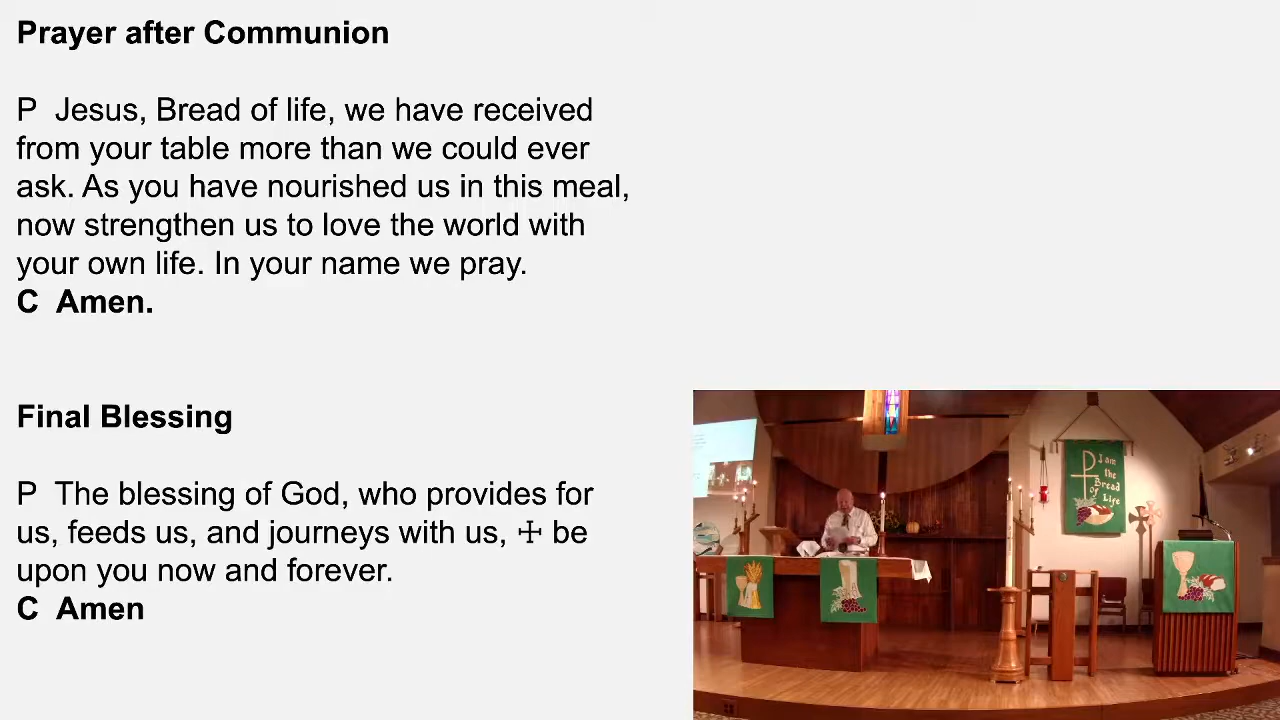 Prayer after Communion
P Jesus, Bread of life, we have received
from your table more than we could ever
ask. As you have nourished us in this meal,
now strengthen us to love the world with
your own life. In your name we pray.
C Amen.
Final Blessing
P The blessing of God, who provides for
us, feeds us, and journeys with us, ☩ be
upon you now and forever.
C Amen
I am
the
Bread
of
Life